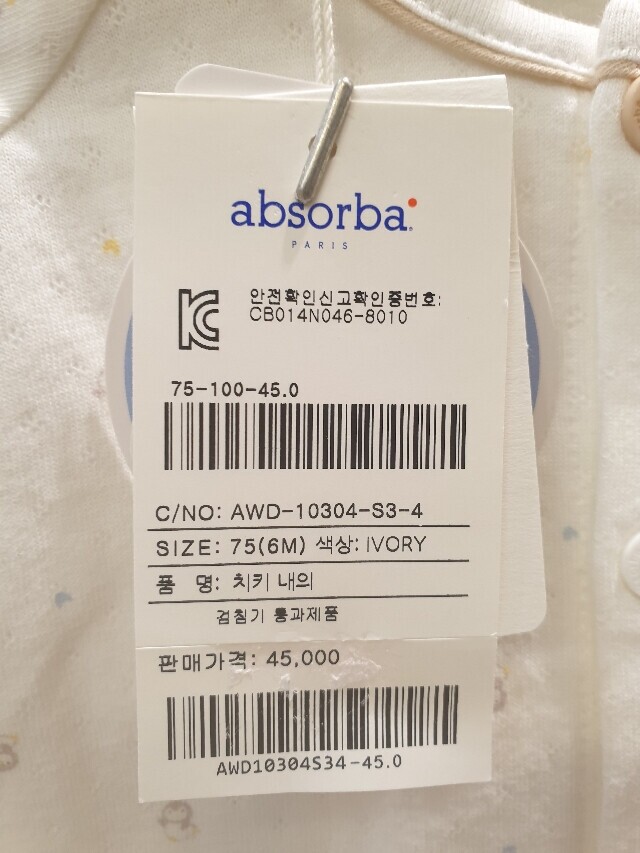 absorba
PARIS
안전확인신고확인증번호:
CB014N046-8010
75-100-45.0
C/NO: AWD-10304-S3-4
SIZE: 75(6M) 색상: IVORY
품 명: 치키 내의
검침기 통과제품
판매가격: 45,000
AWD10304S34-45.0